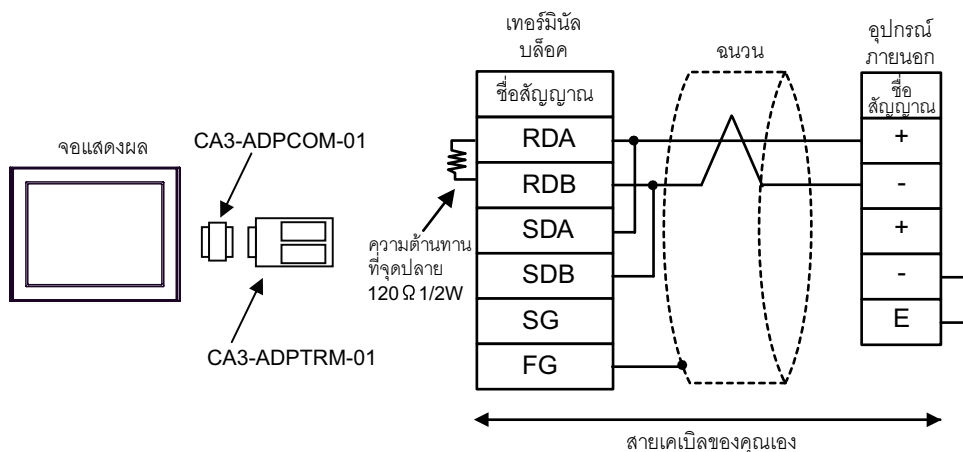 เทอร์มินัล
บล็อค
ฉนวน
อุปกรณ์
ภายนอก
ชื่อสัญญาณ
ชื่อ
สัญญาณ
จอแสดงผล
CA3-ADPCOM-01
RDA
+
RDB
-
SDA
+
ความต้านทาน
ที่จุดปลาย
120 Ω 1/2W
SDB
-
SG
E
CA3-ADPTRM-01
FG
สายเคเบิลของคุณเอง